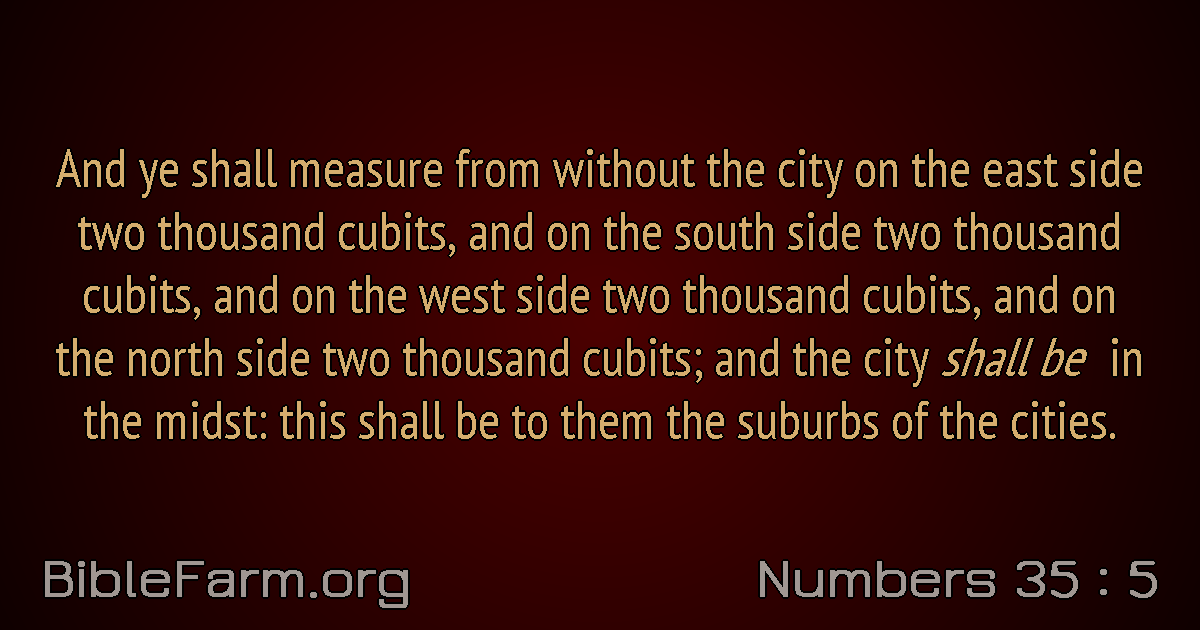 And ye shall measure from without the city on the east side
two thousand cubits, and on the south side two thousand
cubits, and on the west side two thousand cubits, and on
the north side two thousand cubits; and the city shall be in
the midst: this shall be to them the suburbs of the cities.
BibleFarm.org
Numbers 35 : 5